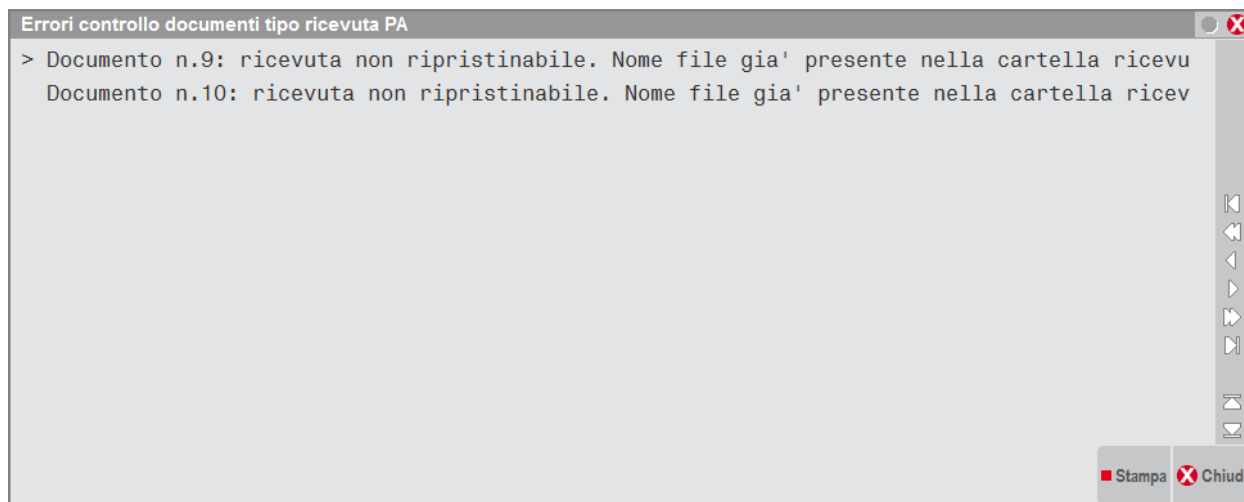 Errori controllo documenti tipo ricevuta PA
> Documento n.9: ricevuta non ripristinabile. Nome file gia' presente nella cartella ricevu
Documento n.10: ricevuta non ripristinabile. Nome file gia' presente nella cartella ricev
Stampa Chiud